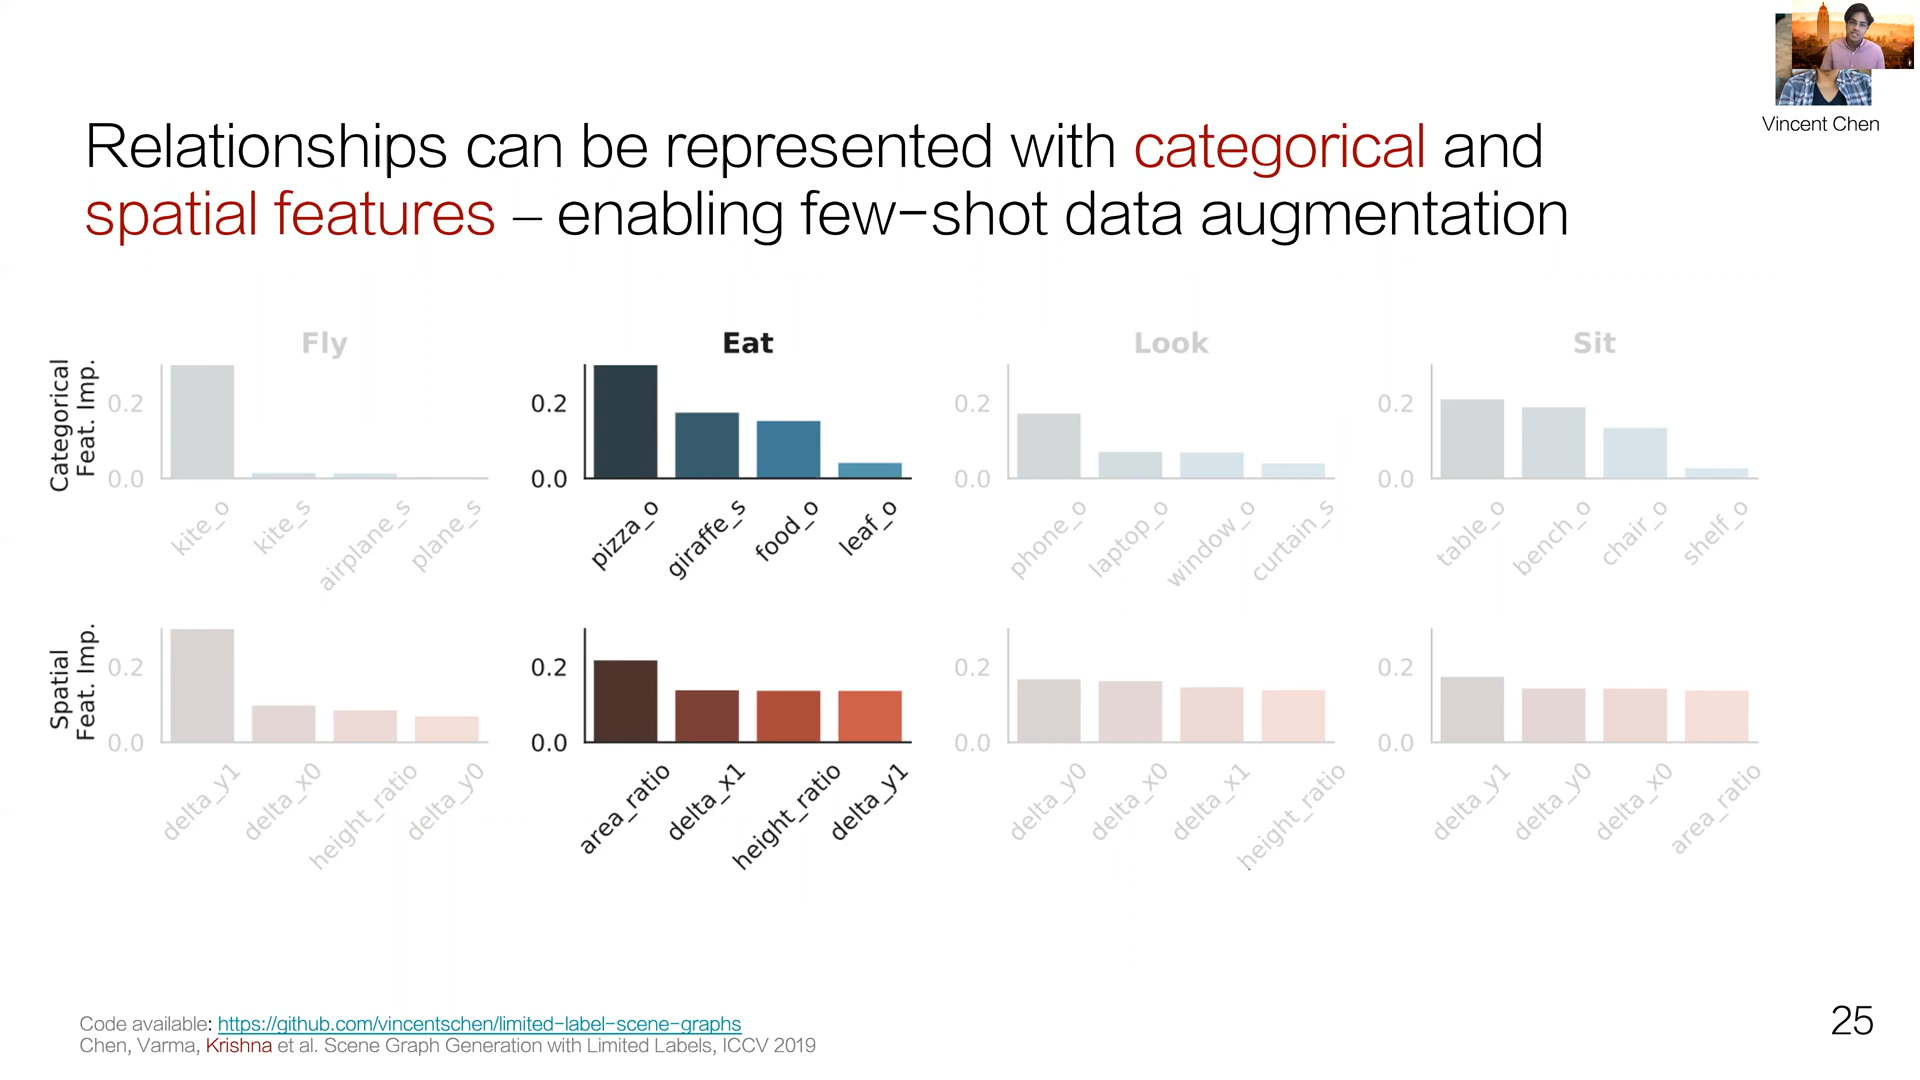 Vincent Chen
Relationships can be represented with categorical and
spatial features – enabling few-shot data augmentation
Fly
Eat
Look
Sit
Categorical
Feat. Imp.
0.2
0.0
kite_o
kite_s
airplane_s
plane_s
0.2
0.0
pizza_o
giraffe_s
food_o
leaf_o
0.2
0.0
phone_o
laptop_o
window_o
curtain_s
0.2
0.0
table_o
bench_o
chair_o
shelf_o
Spatial
Feat. Imp.
0.2
0.0
delta_y1
delta_x0
height_ratio
delta_y0
0.2
0.0
area_ratio
delta_x1
height_ratio
delta_y1
0.2
0.0
delta_y0
delta_x0
delta_x1
height_ratio
0.2
0.0
delta_y1
delta_y0
delta_x0
area_ratio
Code available: https://github.com/vincentschen/limited-label-scene-graphs
Chen, Varma, Krishna et al. Scene Graph Generation with Limited Labels, ICCV 2019
25